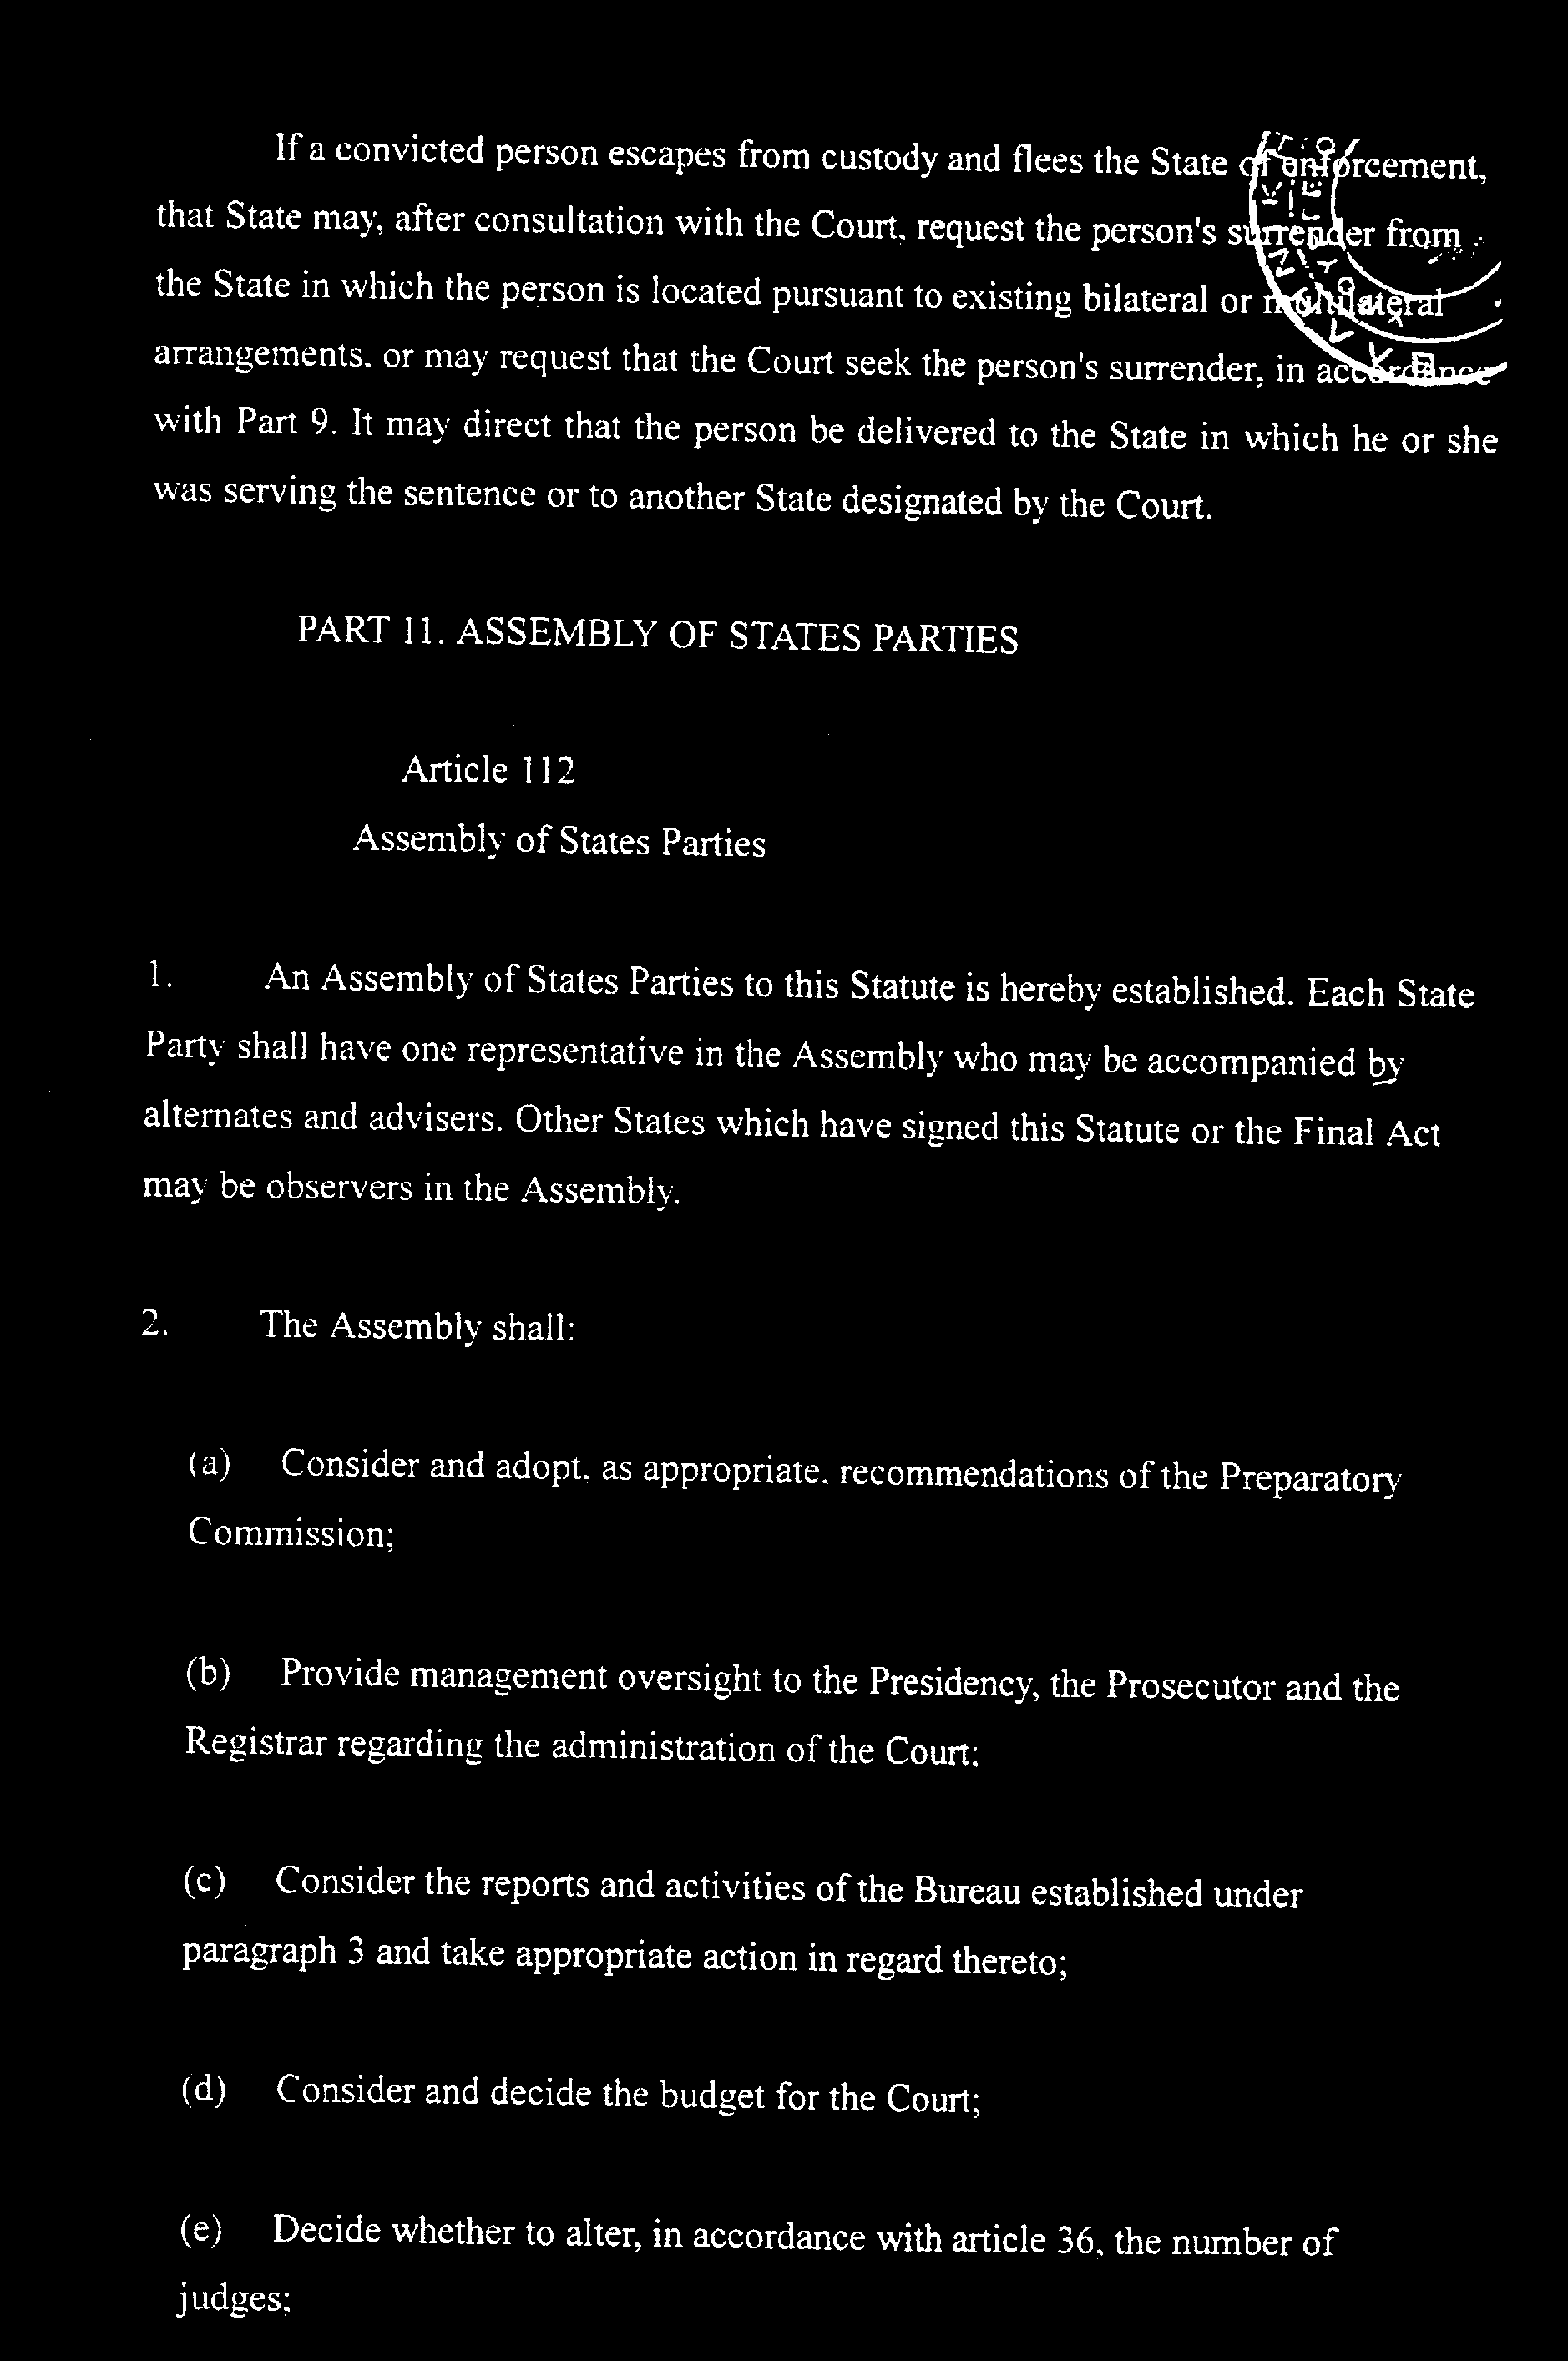 If a convicted person escapes from custody and flees the State of enforcement,
that State may, after consultation with the Court, request the person's surrender from
the State in which the person is located pursuant to existing bilateral or multilateral
arrangements, or may request that the Court seek the person's surrender, in accordance
with Part 9. It may direct that the person be delivered to the State in which he or she
was serving the sentence or to another State designated by the Court.
PART 11. ASSEMBLY OF STATES PARTIES
Article 112
Assembly of States Parties
1. An Assembly of States Parties to this Statute is hereby established. Each State
Party shall have one representative in the Assembly who may be accompanied by
alternates and advisers. Other States which have signed this Statute or the Final Act
may be observers in the Assembly.
2. The Assembly shall:
(a) Consider and adopt, as appropriate, recommendations of the Preparatory
Commission;
(b) Provide management oversight to the Presidency, the Prosecutor and the
Registrar regarding the administration of the Court;
(c) Consider the reports and activities of the Bureau established under
paragraph 3 and take appropriate action in regard thereto;
(d) Consider and decide the budget for the Court;
(e) Decide whether to alter, in accordance with article 36, the number of
judges;